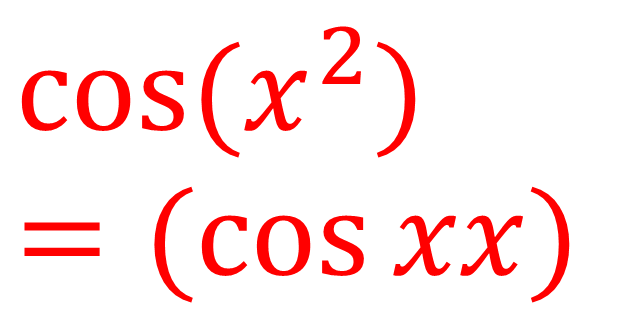 cos(x²)
= (cos xx)